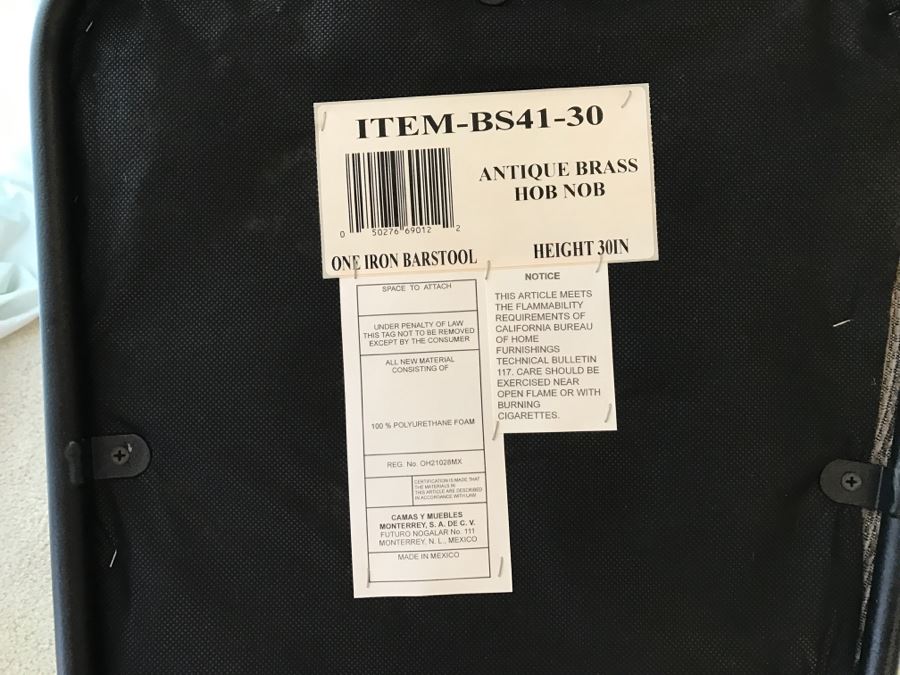 ITEM-BS41-30
0 50276 69012 2
ANTIQUE BRASS
HOB NOB
ONE IRON BARSTOOL
HEIGHT 30IN
SPACE TO ATTACH
UNDER PENALTY OF LAW
THIS TAG NOT TO BE REMOVED
EXCEPT BY THE CONSUMER
ALL NEW MATERIAL
CONSISTING OF
100 % POLYURETHANE FOAM
REG. No. OH21028MX
CERTIFICATION IS MADE THAT
THE MATERIALS IN
THIS ARTICLE ARE DESCRIBED
IN ACCORDANCE WITH LAW
CAMAS Y MUEBLES
MONTERREY, S. A. DE C. V.
FUTURO NOGALAR No. 111
MONTERREY, N. L., MEXICO
MADE IN MEXICO
NOTICE
THIS ARTICLE MEETS
THE FLAMMABILITY
REQUIREMENTS OF
CALIFORNIA BUREAU
OF HOME
FURNISHINGS
TECHNICAL BULLETIN
117. CARE SHOULD BE
EXERCISED NEAR
OPEN FLAME OR WITH
BURNING
CIGARETTES.